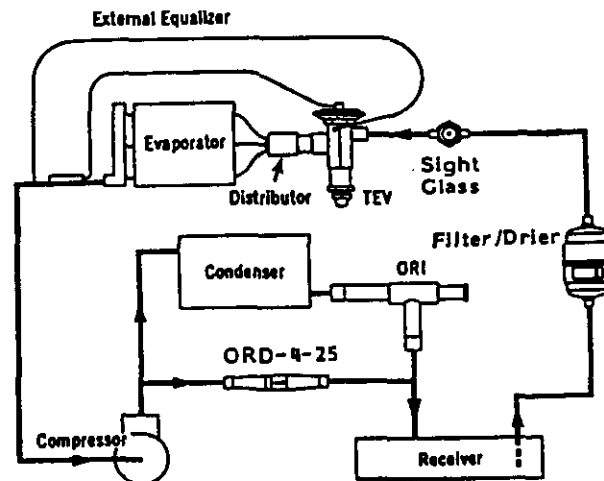 External Equalizer
Evaporator
Distributor
TEV
Sight
Glass
Filter/Drier
Condenser
ORI
ORD-4-25
Compressor
Receiver